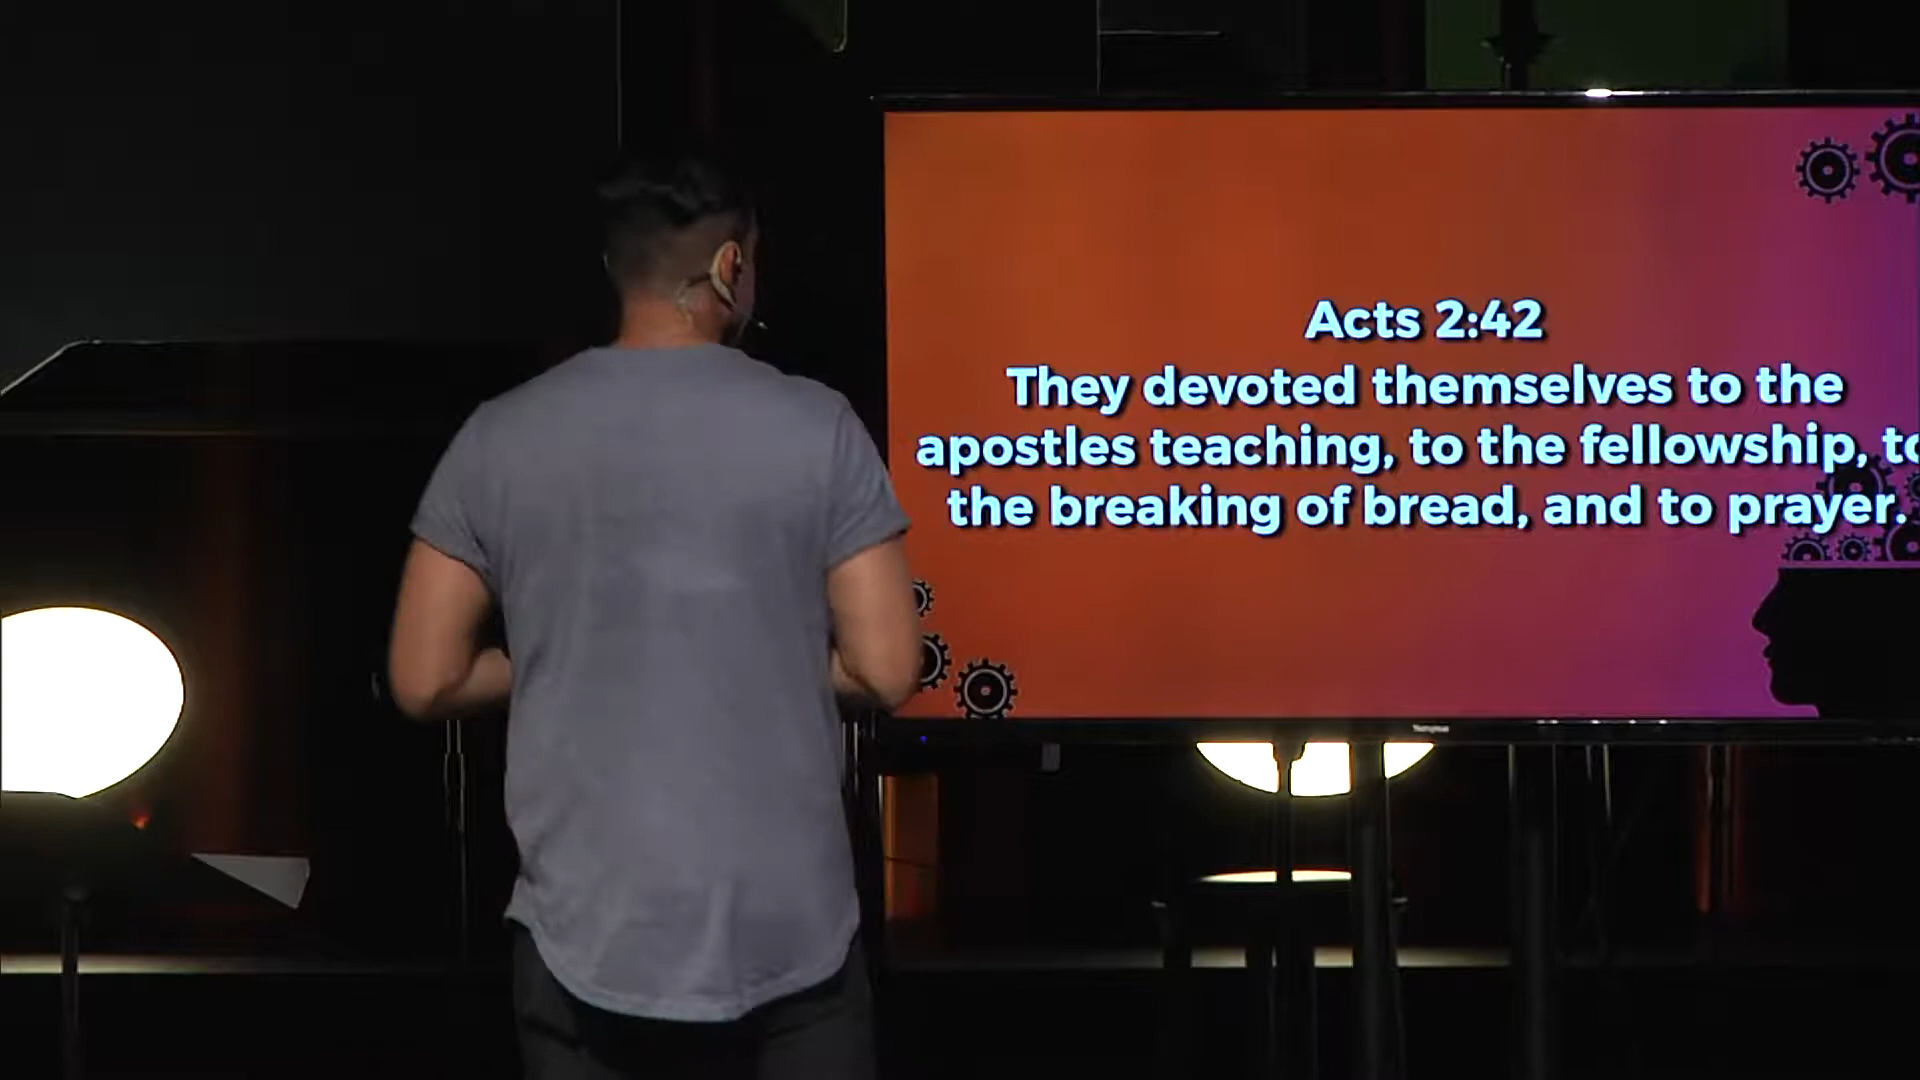 Acts 2:42
They devoted themselves to the
apostles teaching, to the fellowship, to
the breaking of bread, and to prayer.